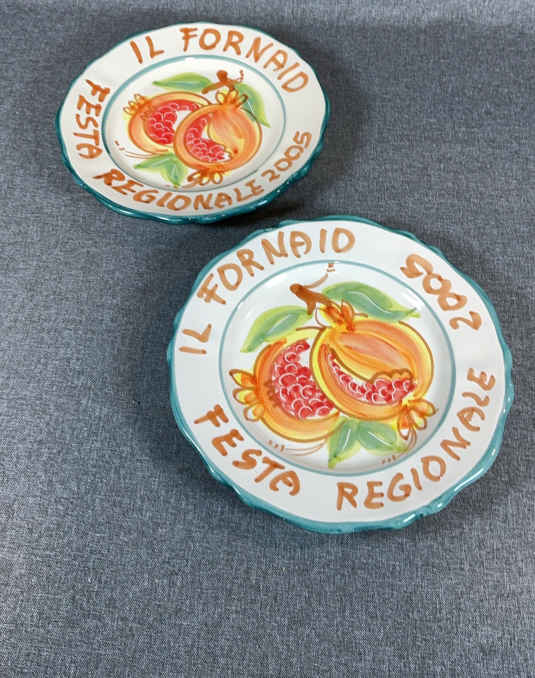 IL FORNAIO
FESTA REGIONALE 2005
IL FORNAIO 2005
FESTA REGIONALE